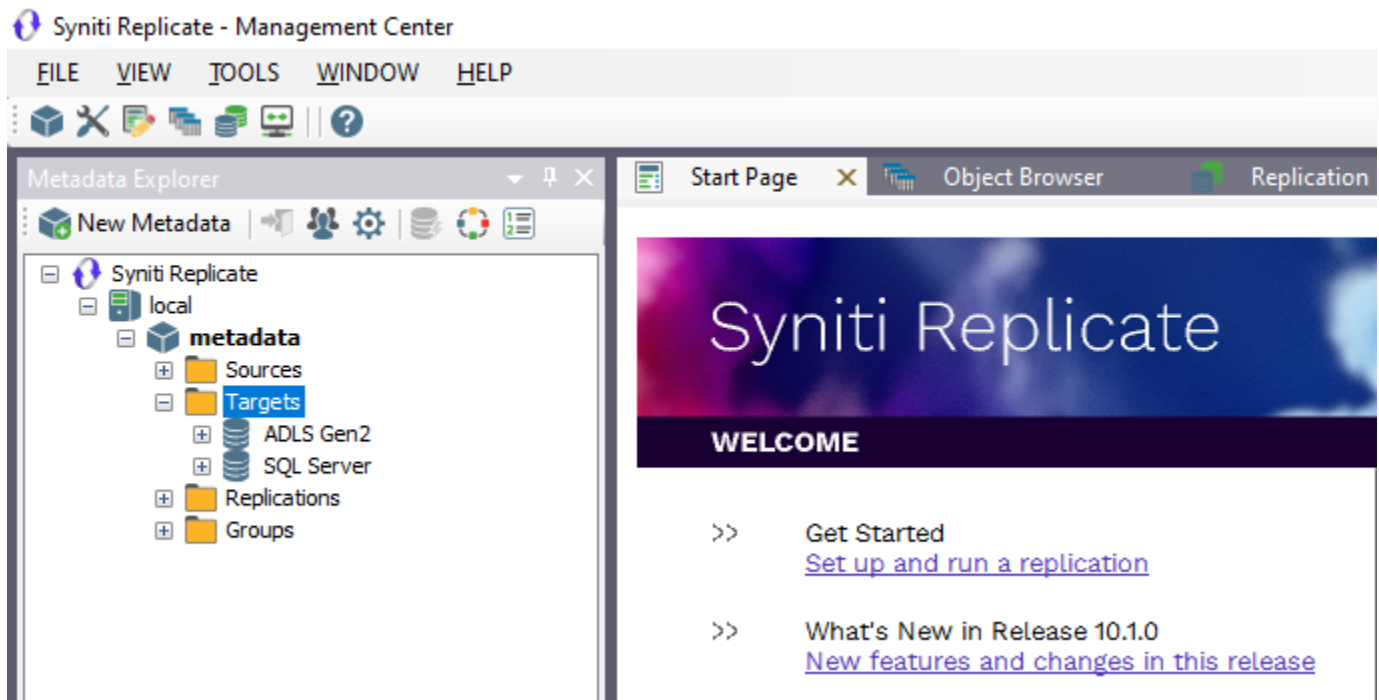 Syniti Replicate - Management Center
FILE VIEW TOOLS WINDOW HELP
Metadata Explorer
Start Page Object Browser Replication
New Metadata
Syniti Replicate
local
metadata
Sources
Targets
ADLS Gen2
SQL Server
Replications
Groups
Syniti Replicate
WELCOME
>> Get Started
Set up and run a replication
>> What's New in Release 10.1.0
New features and changes in this release